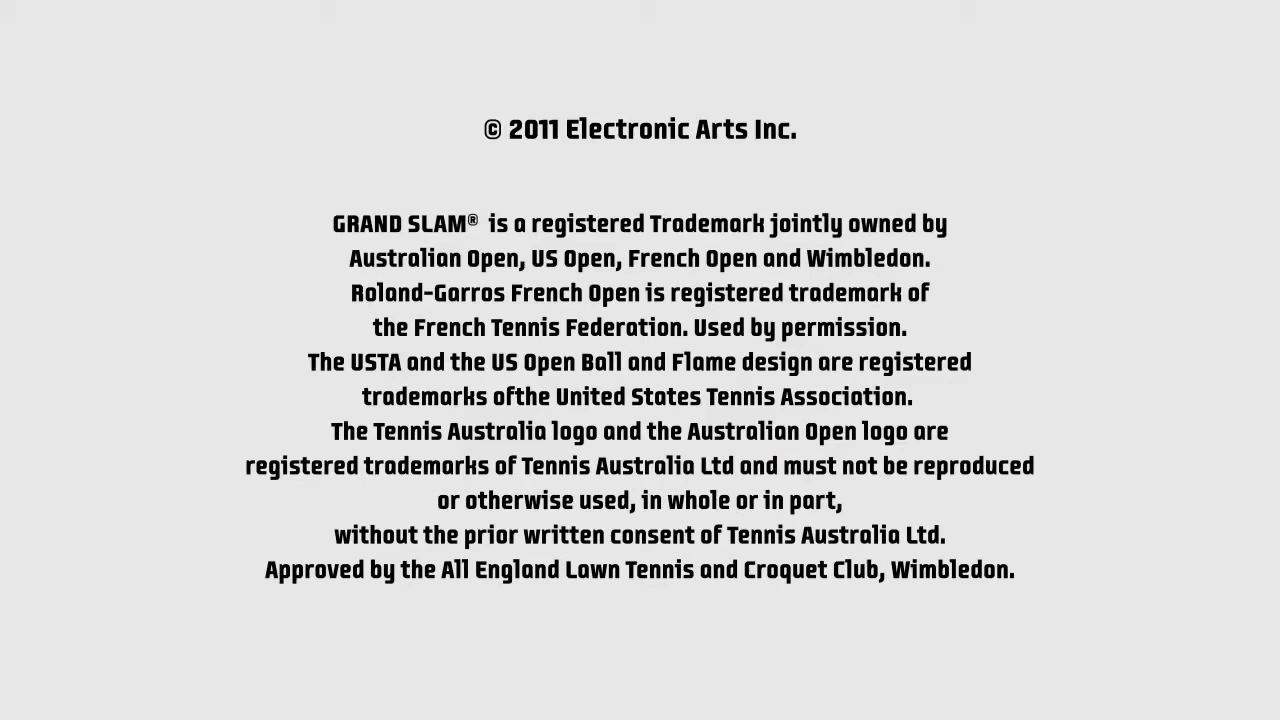 © 2011 Electronic Arts Inc.
GRAND SLAM® is a registered Trademark jointly owned by
Australian Open, US Open, French Open and Wimbledon.
Roland-Garros French Open is registered trademark of
the French Tennis Federation. Used by permission.
The USTA and the US Open Ball and Flame design are registered
trademarks ofthe United States Tennis Association.
The Tennis Australia logo and the Australian Open logo are
registered trademarks of Tennis Australia Ltd and must not be reproduced
or otherwise used, in whole or in part,
without the prior written consent of Tennis Australia Ltd.
Approved by the All England Lawn Tennis and Croquet Club, Wimbledon.